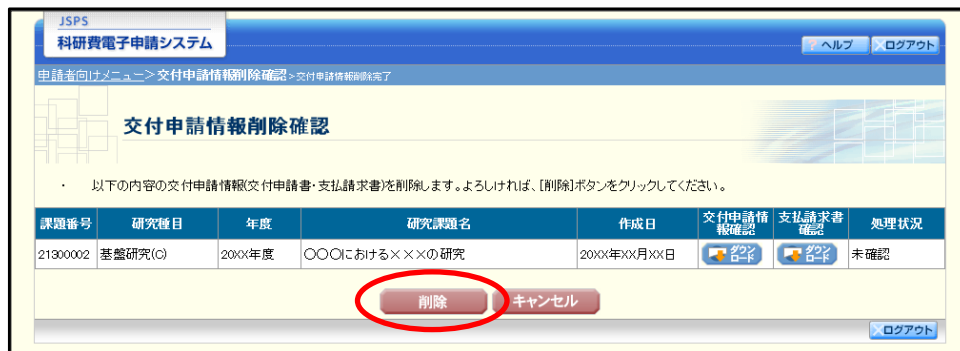 JSPS
科研費電子申請システム
? ヘルプ ×ログアウト
申請者向けメニュー>交付申請情報削除確認>交付申請情報削除完了
交付申請情報削除確認
・ 以下の内容の交付申請情報(交付申請書・支払請求書)を削除します。よろしければ、[削除]ボタンをクリックしてください。
課題番号 研究種目 年度 研究課題名 作成日 交付申請情報確認 支払請求書確認 処理状況
21300002 基盤研究(C) 20XX年度 〇〇〇における×××の研究 20XX年XX月XX日 ダウンロード ダウンロード 未確認
削除 キャンセル
×ログアウト